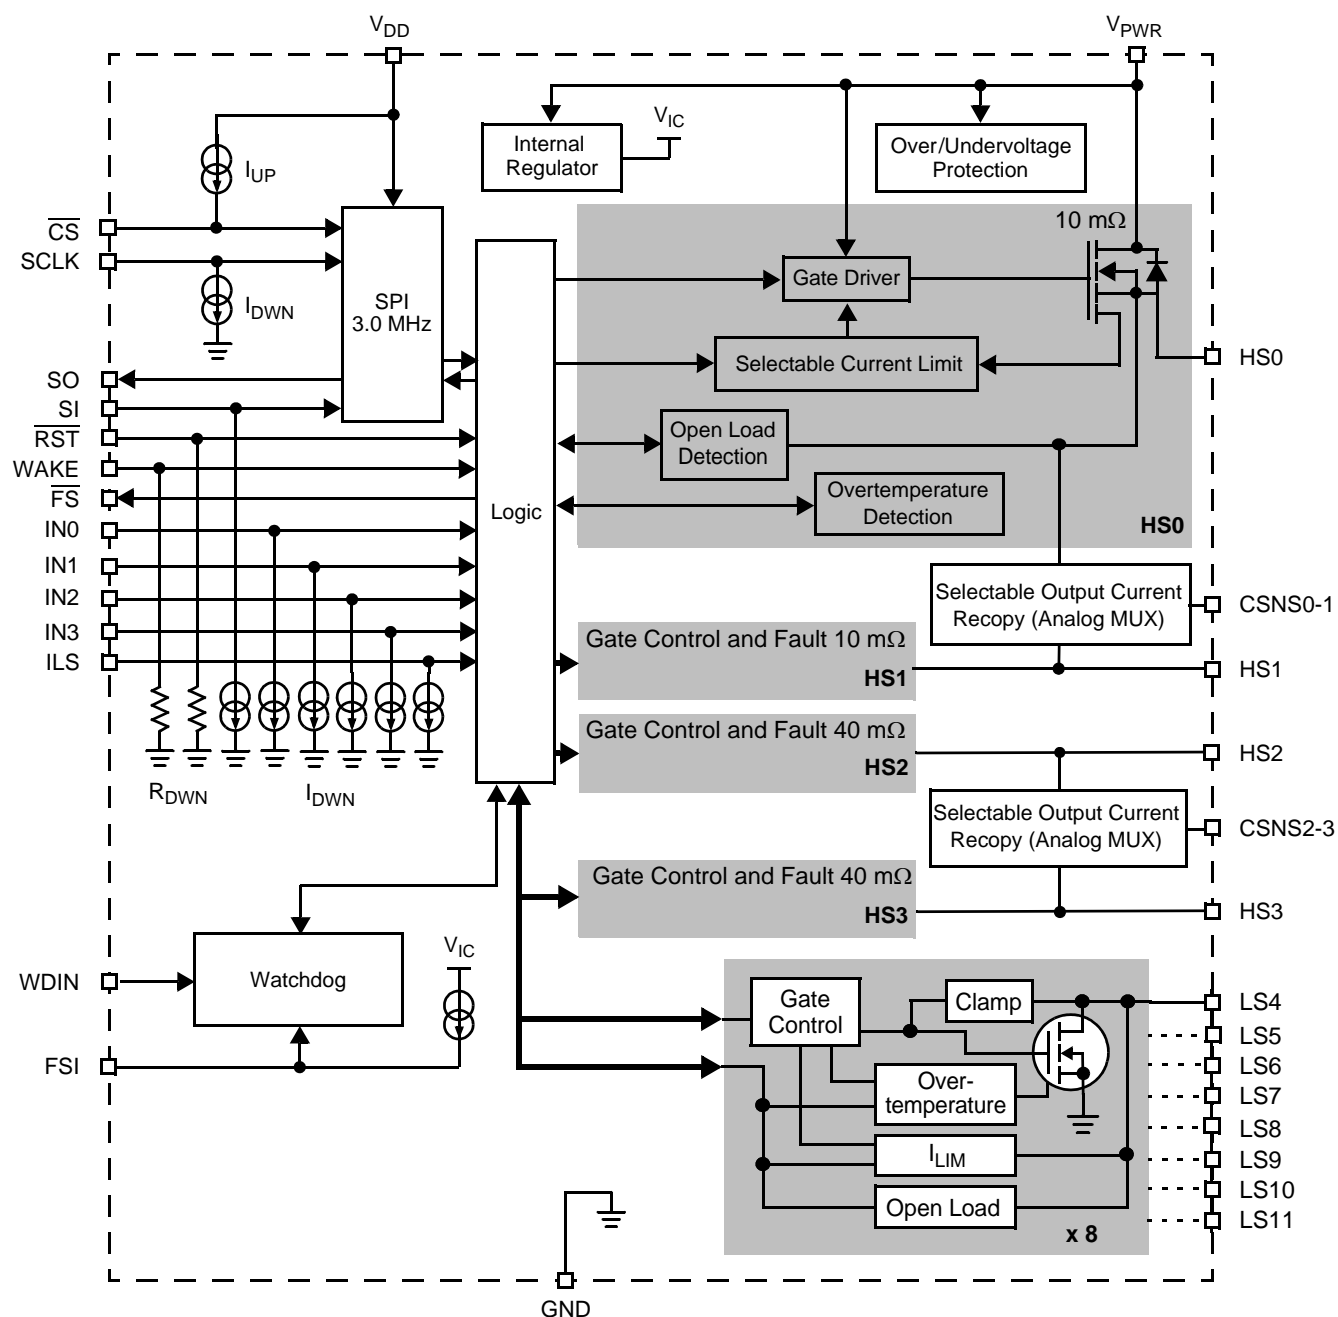 VDD
VPWR
VIC
Internal
Regulator
Over/Undervoltage
Protection
IUP
CS
SCLK
IDWN
SPI
3.0 MHz
10 mΩ
Gate Driver
Selectable Current Limit
HS0
SO
SI
RST
WAKE
FS
IN0
IN1
IN2
IN3
ILS
Logic
Open Load
Detection
Overtemperature
Detection
HS0
Selectable Output Current
Recopy (Analog MUX)
CSNS0-1
Gate Control and Fault 10 mΩ
HS1
HS1
Gate Control and Fault 40 mΩ
HS2
HS2
RDWN
IDWN
Selectable Output Current
Recopy (Analog MUX)
CSNS2-3
Gate Control and Fault 40 mΩ
HS3
HS3
WDIN
Watchdog
VIC
FSI
Gate
Control
Clamp
Over-
temperature
ILIM
Open Load
x 8
LS4
LS5
LS6
LS7
LS8
LS9
LS10
LS11
GND